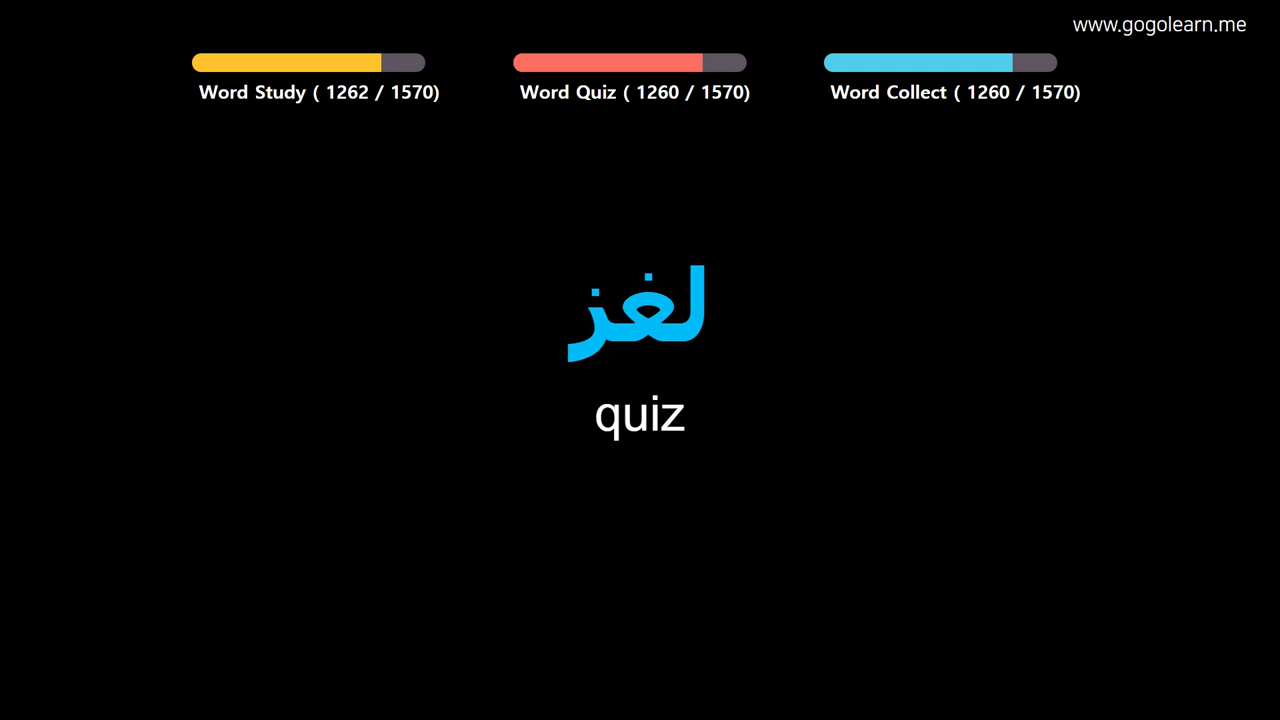 www.gogolearn.me
Word Study ( 1262 / 1570)
Word Quiz ( 1260 / 1570)
Word Collect ( 1260 / 1570)
لغز
quiz